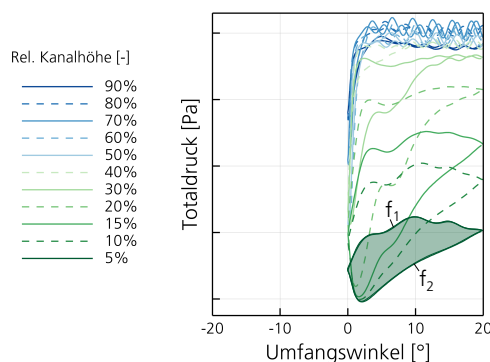 Rel. Kanalhöhe [-]
90%
80%
70%
60%
50%
40%
30%
20%
15%
10%
5%
Totaldruck [Pa]
f1
f2
-20 -10 0 10 20
Umfangswinkel [°]